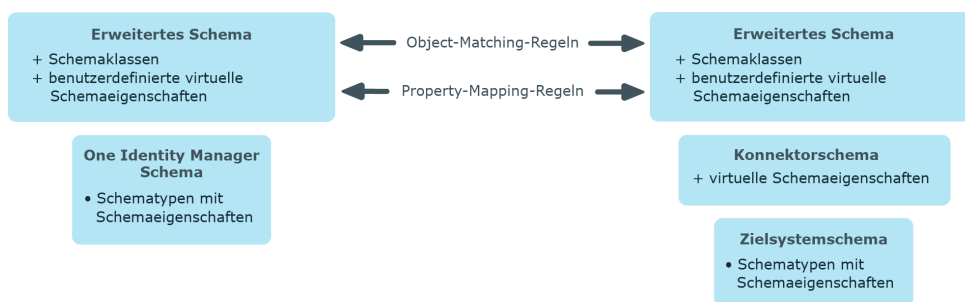 Erweitertes Schema
+ Schemaklassen
+ benutzerdefinierte virtuelle
Schemaeigenschaften
Object-Matching-Regeln
Property-Mapping-Regeln
Erweitertes Schema
+ Schemaklassen
+ benutzerdefinierte virtuelle
Schemaeigenschaften
One Identity Manager
Schema
• Schematypen mit
Schemaeigenschaften
Konnektorschema
+ virtuelle Schemaeigenschaften
Zielsystemschema
• Schematypen mit
Schemaeigenschaften